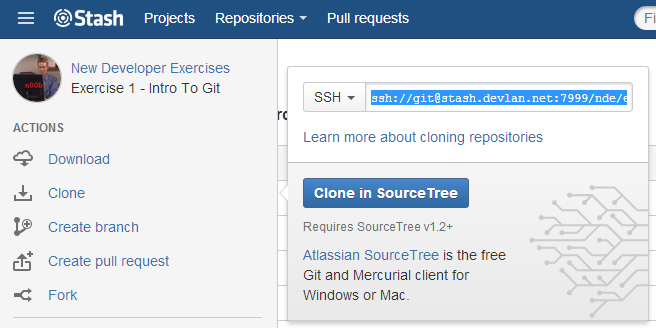 Stash
Projects
Repositories
Pull requests
Fi
n00b
New Developer Exercises
Exercise 1 - Intro To Git
ACTIONS
Download
Clone
Create branch
Create pull request
Fork
SSH
ssh://git@stash.devlan.net:7999/nde/e
Learn more about cloning repositories
Clone in SourceTree
Requires SourceTree v1.2+
Atlassian SourceTree is the free
Git and Mercurial client for
Windows or Mac.